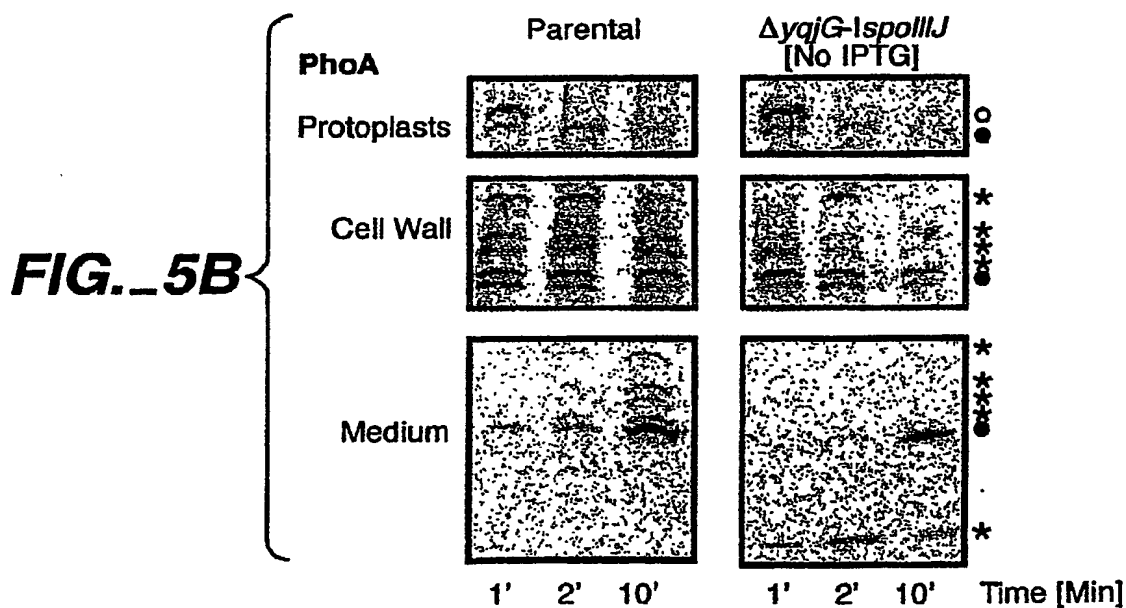 Parental
ΔyqjG-IspoIIIJ
[No IPTG]
PhoA
Protoplasts
Cell Wall
FIG._5B
Medium
1' 2' 10' 1' 2' 10' Time [Min]